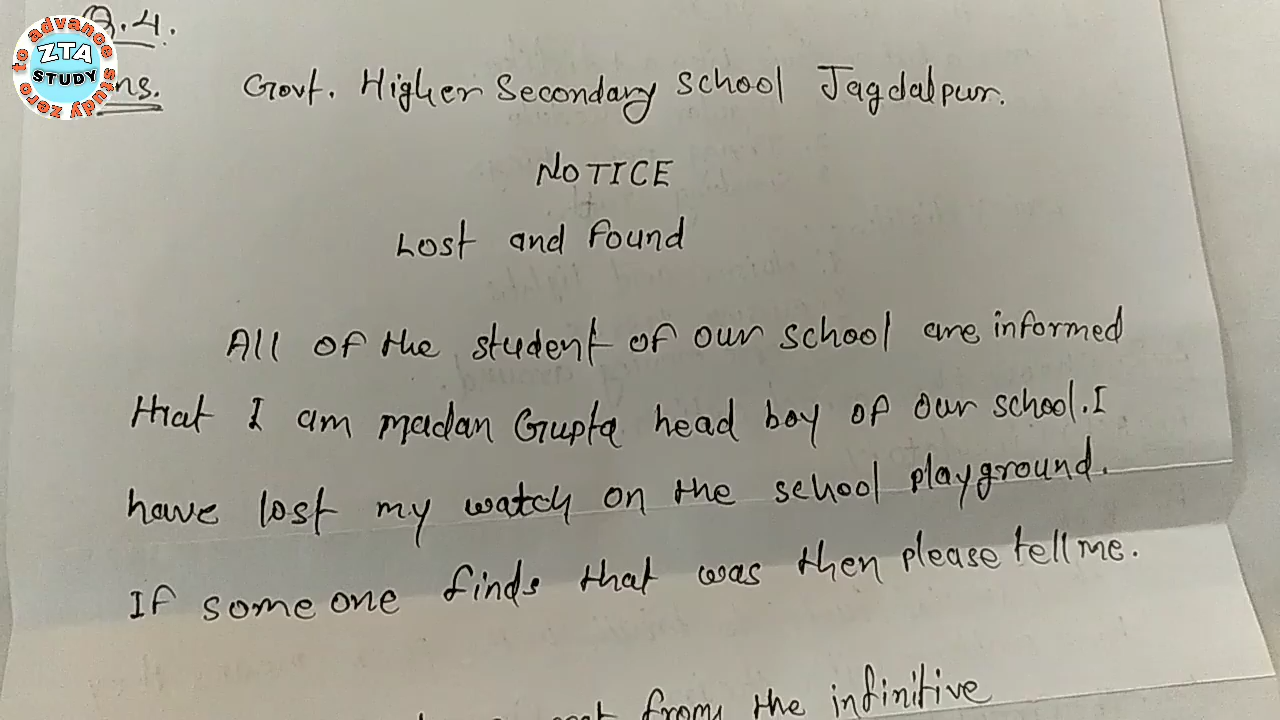 Q.4.
Ans. Govt. Higher Secondary School Jagdalpur.
NOTICE
Lost and Found
All of the student of our school are informed
that I am madan Gupta head boy of our school. I
have lost my watch on the school playground.
If some one finds that was then please tell me.
from the infinitive
zero to advance study
ZTA
STUDY